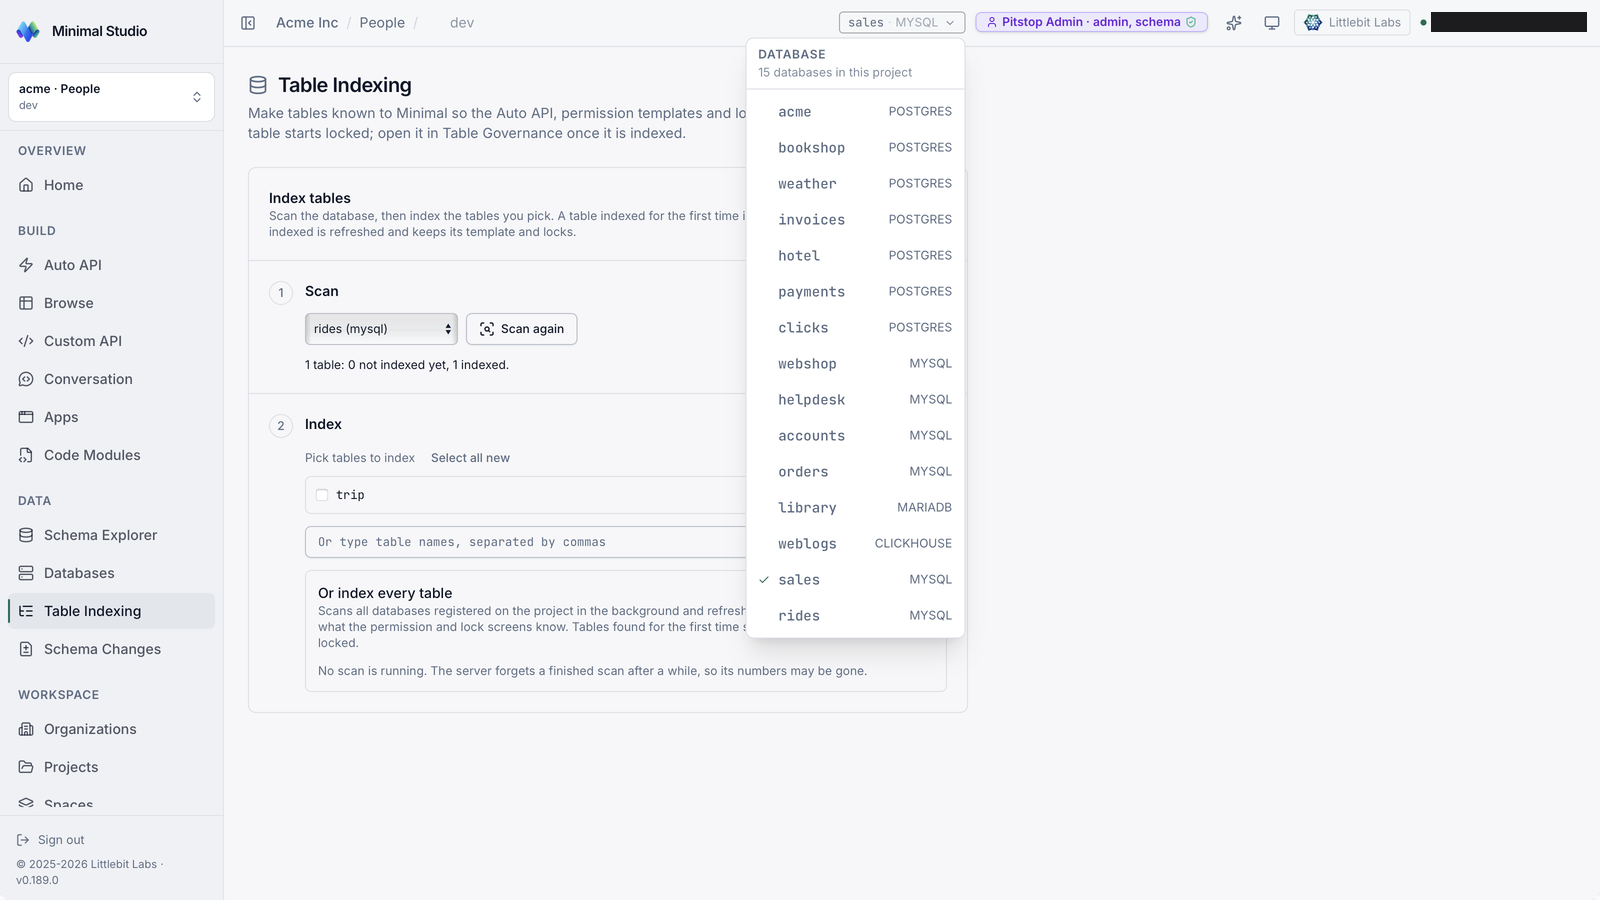 Minimal Studio
acme · People
dev
OVERVIEW
Home
BUILD
Auto API
Browse
Custom API
Conversation
Apps
Code Modules
DATA
Schema Explorer
Databases
Table Indexing
Schema Changes
WORKSPACE
Organizations
Projects
Spaces
Sign out
© 2025-2026 Littlebit Labs ·
v0.189.0
Acme Inc / People / dev
sales · MYSQL
Pitstop Admin · admin, schema
Littlebit Labs
Table Indexing
Make tables known to Minimal so the Auto API, permission templates and
table starts locked; open it in Table Governance once it is indexed.
Index tables
Scan the database, then index the tables you pick. A table indexed for the first time
indexed is refreshed and keeps its template and locks.
1 Scan
rides (mysql)
Scan again
1 table: 0 not indexed yet, 1 indexed.
2 Index
Pick tables to index Select all new
trip
Or type table names, separated by commas
Or index every table
Scans all databases registered on the project in the background and
what the permission and lock screens know. Tables found for the first time
locked.
No scan is running. The server forgets a finished scan after a while, so its numbers may be gone.
DATABASE
15 databases in this project
acme POSTGRES
bookshop POSTGRES
weather POSTGRES
invoices POSTGRES
hotel POSTGRES
payments POSTGRES
clicks POSTGRES
webshop MYSQL
helpdesk MYSQL
accounts MYSQL
orders MYSQL
library MARIADB
weblogs CLICKHOUSE
sales MYSQL
rides MYSQL